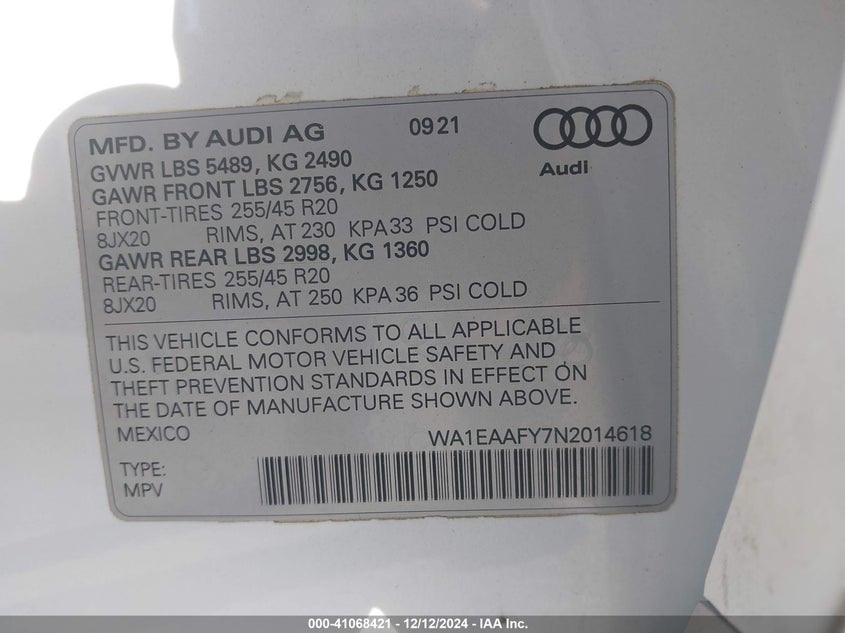 MFD. BY AUDI AG 0921
Audi
GVWR LBS 5489, KG 2490
GAWR FRONT LBS 2756, KG 1250
FRONT-TIRES 255/45 R20
8JX20 RIMS, AT 230 KPA33 PSI COLD
GAWR REAR LBS 2998, KG 1360
REAR-TIRES 255/45 R20
8JX20 RIMS, AT 250 KPA36 PSI COLD
THIS VEHICLE CONFORMS TO ALL APPLICABLE
U.S. FEDERAL MOTOR VEHICLE SAFETY AND
THEFT PREVENTION STANDARDS IN EFFECT ON
THE DATE OF MANUFACTURE SHOWN ABOVE.
MEXICO WA1EAAFY7N2014618
TYPE:
MPV
000-41068421 - 12/12/2024 - IAA Inc.